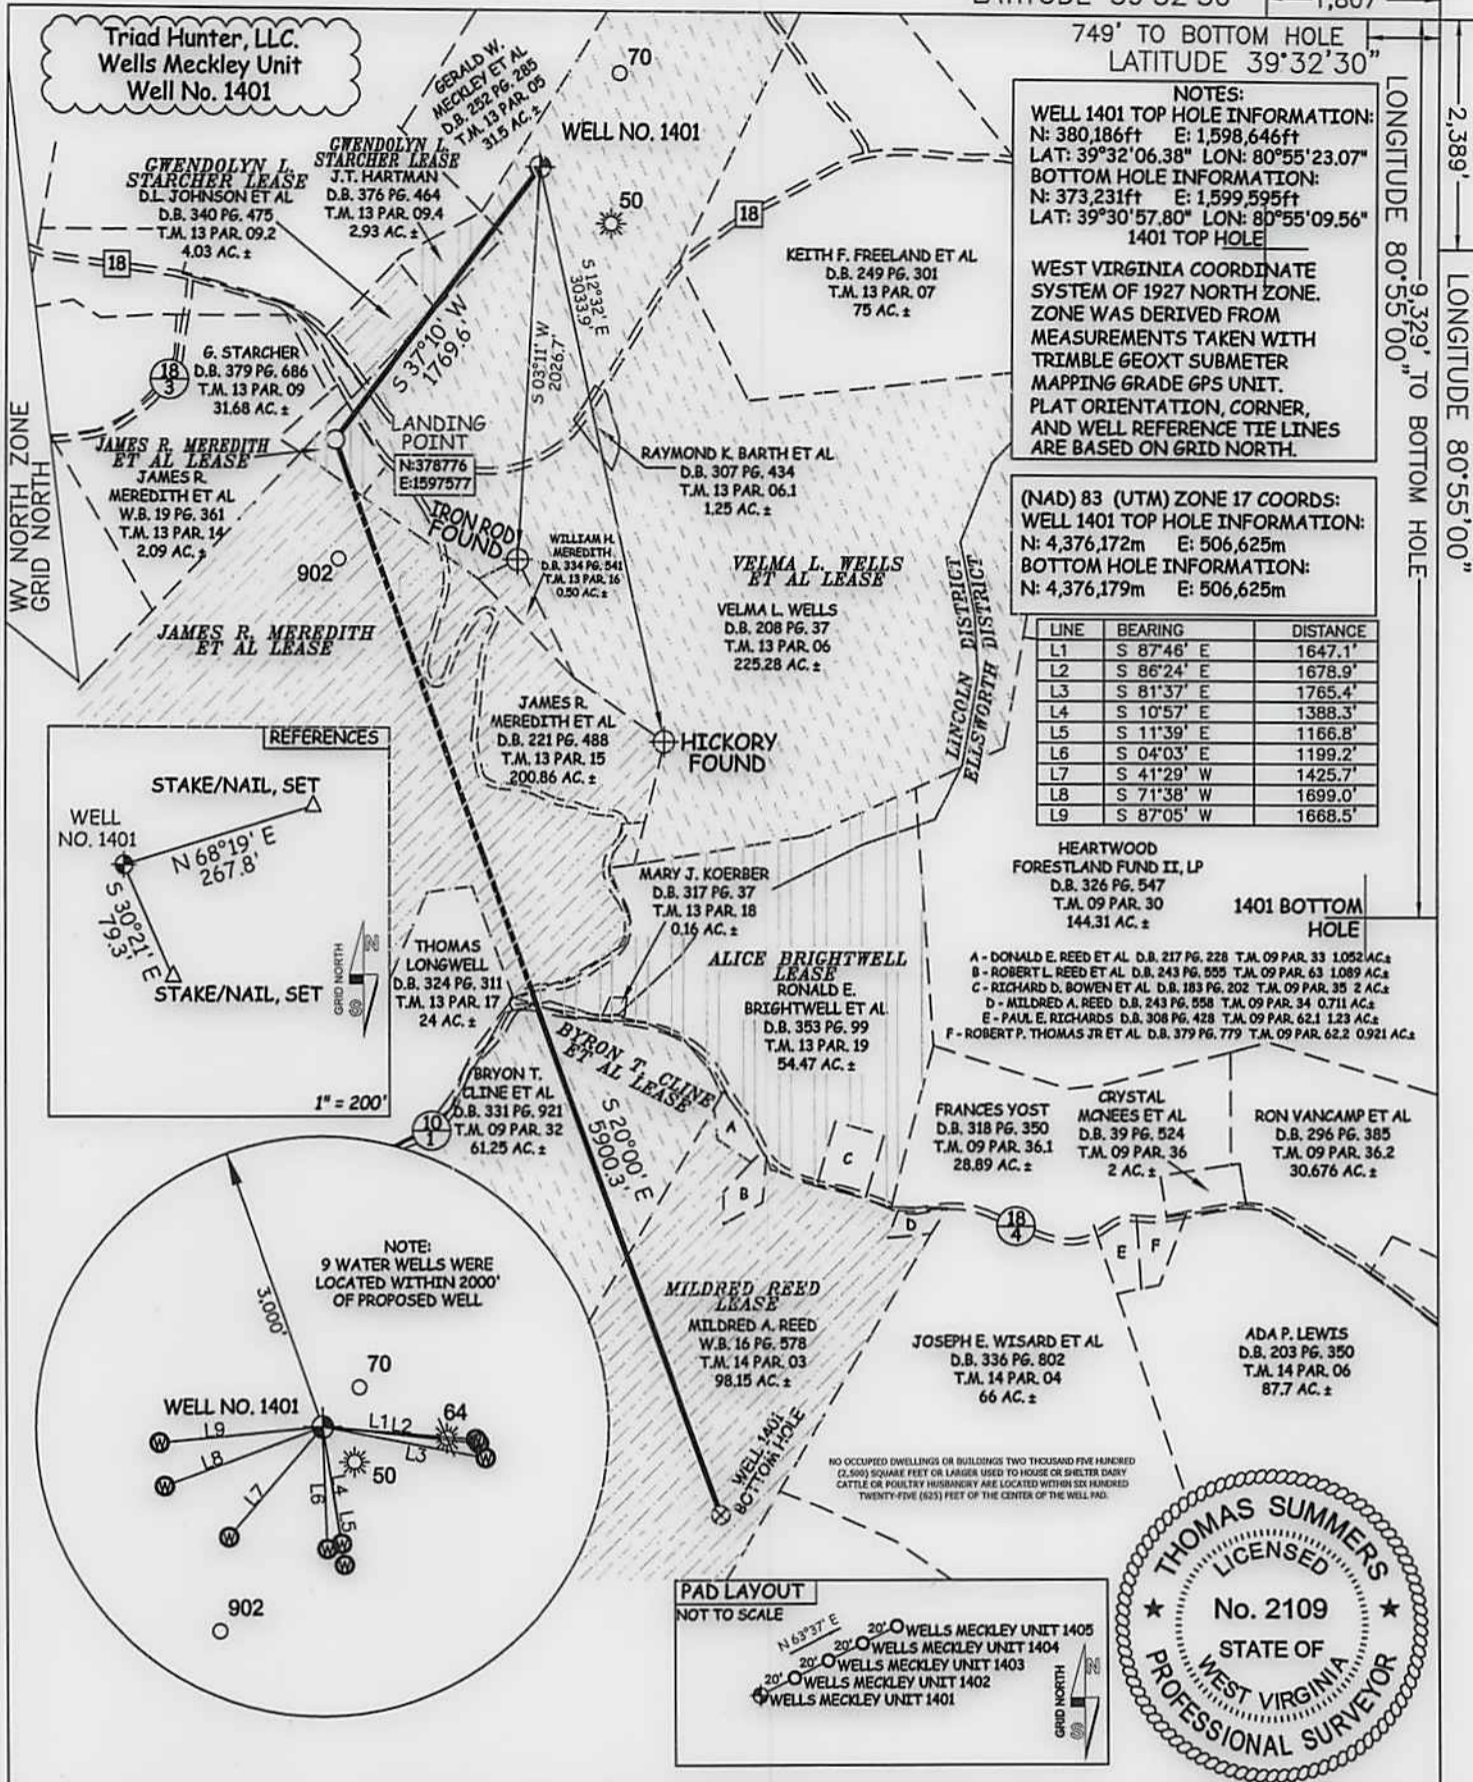 749' TO BOTTOM HOLE
LATITUDE 39°32'30"
2,389'
LONGITUDE 80°55'00"
9,329' TO BOTTOM HOLE
LONGITUDE 80°55'00"
Triad Hunter, LLC.
Wells Meckley Unit
Well No. 1401
GERALD W.
MECKLEY ET AL
D.B. 252 PG. 285
T.M. 13 PAR. 05
31.5 AC. ±
70
WELL NO. 1401
50
GWENDOLYN L.
STARCHER LEASE
D.L. JOHNSON ET AL
D.B. 340 PG. 475
T.M. 13 PAR. 09.2
4.03 AC. ±
GWENDOLYN L.
STARCHER LEASE
J.T. HARTMAN
D.B. 376 PG. 464
T.M. 13 PAR. 09.4
2.93 AC. ±
18
18
KEITH F. FREELAND ET AL
D.B. 249 PG. 301
T.M. 13 PAR. 07
75 AC. ±
NOTES:
WELL 1401 TOP HOLE INFORMATION:
N: 380,186ft E: 1,598,646ft
LAT: 39°32'06.38" LON: 80°55'23.07"
BOTTOM HOLE INFORMATION:
N: 373,231ft E: 1,599,595ft
LAT: 39°30'57.80" LON: 80°55'09.56"
1401 TOP HOLE
WEST VIRGINIA COORDINATE
SYSTEM OF 1927 NORTH ZONE.
ZONE WAS DERIVED FROM
MEASUREMENTS TAKEN WITH
TRIMBLE GEOXT SUBMETER
MAPPING GRADE GPS UNIT.
PLAT ORIENTATION, CORNER,
AND WELL REFERENCE TIE LINES
ARE BASED ON GRID NORTH.
S 37°10' W
1769.6'
S 03°11' W
2026.7'
S 12°32' E
3033.9'
G. STARCHER
D.B. 379 PG. 686
T.M. 13 PAR. 09
31.68 AC. ±
18
3
WV NORTH ZONE
GRID NORTH
JAMES R. MEREDITH
ET AL LEASE
JAMES R.
MEREDITH ET AL
W.B. 19 PG. 361
T.M. 13 PAR. 14
2.09 AC. ±
LANDING
POINT
N:378776
E:1597577
IRON ROD
FOUND
RAYMOND K. BARTH ET AL
D.B. 307 PG. 434
T.M. 13 PAR. 06.1
1.25 AC. ±
902
WILLIAM H.
MEREDITH
D.B. 334 PG. 541
T.M. 13 PAR. 16
0.50 AC. ±
VELMA L. WELLS
ET AL LEASE
VELMA L. WELLS
D.B. 208 PG. 37
T.M. 13 PAR. 06
225.28 AC. ±
LINCOLN DISTRICT
ELLSWORTH DISTRICT
(NAD) 83 (UTM) ZONE 17 COORDS:
WELL 1401 TOP HOLE INFORMATION:
N: 4,376,172m E: 506,625m
BOTTOM HOLE INFORMATION:
N: 4,376,179m E: 506,625m
LINE BEARING DISTANCE
L1 S 87°46' E 1647.1'
L2 S 86°24' E 1678.9'
L3 S 81°37' E 1765.4'
L4 S 10°57' E 1388.3'
L5 S 11°39' E 1166.8'
L6 S 04°03' E 1199.2'
L7 S 41°29' W 1425.7'
L8 S 71°38' W 1699.0'
L9 S 87°05' W 1668.5'
JAMES R. MEREDITH
ET AL LEASE
JAMES R.
MEREDITH ET AL
D.B. 221 PG. 488
T.M. 13 PAR. 15
200.86 AC. ±
HICKORY
FOUND
REFERENCES
STAKE/NAIL, SET
WELL
NO. 1401
N 68°19' E
267.8'
S 30°21' E
79.3'
STAKE/NAIL, SET
GRID NORTH
N
S
1" = 200'
MARY J. KOERBER
D.B. 317 PG. 37
T.M. 13 PAR. 18
0.16 AC. ±
THOMAS
LONGWELL
D.B. 324 PG. 311
T.M. 13 PAR. 17
24 AC. ±
ALICE BRIGHTWELL
LEASE
RONALD E.
BRIGHTWELL ET AL
D.B. 353 PG. 99
T.M. 13 PAR. 19
54.47 AC. ±
HEARTWOOD
FORESTLAND FUND II, LP
D.B. 326 PG. 547
T.M. 09 PAR. 30
144.31 AC. ±
1401 BOTTOM
HOLE
A - DONALD E. REED ET AL D.B. 217 PG. 228 T.M. 09 PAR. 33 1.052 AC.±
B - ROBERT L. REED ET AL D.B. 243 PG. 555 T.M. 09 PAR. 63 1.089 AC.±
C - RICHARD D. BOWEN ET AL D.B. 183 PG. 202 T.M. 09 PAR. 35 2 AC.±
D - MILDRED A. REED D.B. 243 PG. 558 T.M. 09 PAR. 34 0.711 AC.±
E - PAUL E. RICHARDS D.B. 308 PG. 428 T.M. 09 PAR. 62.1 1.23 AC.±
F - ROBERT P. THOMAS JR ET AL D.B. 379 PG. 779 T.M. 09 PAR. 62.2 0.921 AC.±
BYRON T. CLINE
ET AL LEASE
BRYON T.
CLINE ET AL
D.B. 331 PG. 921
T.M. 09 PAR. 32
61.25 AC. ±
10
1
S 20°00' E
5900.3'
A
B
C
D
E
F
FRANCES YOST
D.B. 318 PG. 350
T.M. 09 PAR. 36.1
28.89 AC. ±
CRYSTAL
MCNEES ET AL
D.B. 39 PG. 524
T.M. 09 PAR. 36
2 AC. ±
RON VANCAMP ET AL
D.B. 296 PG. 385
T.M. 09 PAR. 36.2
30.676 AC. ±
18
4
NOTE:
9 WATER WELLS WERE
LOCATED WITHIN 2000'
OF PROPOSED WELL
3,000'
70
WELL NO. 1401
64
50
L1
L2
L3
L4
L5
L6
L7
L8
L9
W
W
W
W
W
W
W
902
MILDRED REED
LEASE
MILDRED A. REED
W.B. 16 PG. 578
T.M. 14 PAR. 03
98.15 AC. ±
JOSEPH E. WISARD ET AL
D.B. 336 PG. 802
T.M. 14 PAR. 04
66 AC. ±
ADA P. LEWIS
D.B. 203 PG. 350
T.M. 14 PAR. 06
87.7 AC. ±
WELL 1401
BOTTOM HOLE
NO OCCUPIED DWELLINGS OR BUILDINGS TWO THOUSAND FIVE HUNDRED
(2,500) SQUARE FEET OR LARGER USED TO HOUSE OR SHELTER DAIRY
CATTLE OR POULTRY HUSBANDRY ARE LOCATED WITHIN SIX HUNDRED
TWENTY-FIVE (625) FEET OF THE CENTER OF THE WELL PAD.
PAD LAYOUT
NOT TO SCALE
N 63°37' E
20' WELLS MECKLEY UNIT 1405
20' WELLS MECKLEY UNIT 1404
20' WELLS MECKLEY UNIT 1403
20' WELLS MECKLEY UNIT 1402
WELLS MECKLEY UNIT 1401
GRID NORTH
N
S
THOMAS SUMMERS
LICENSED
No. 2109
STATE OF
WEST VIRGINIA
PROFESSIONAL SURVEYOR